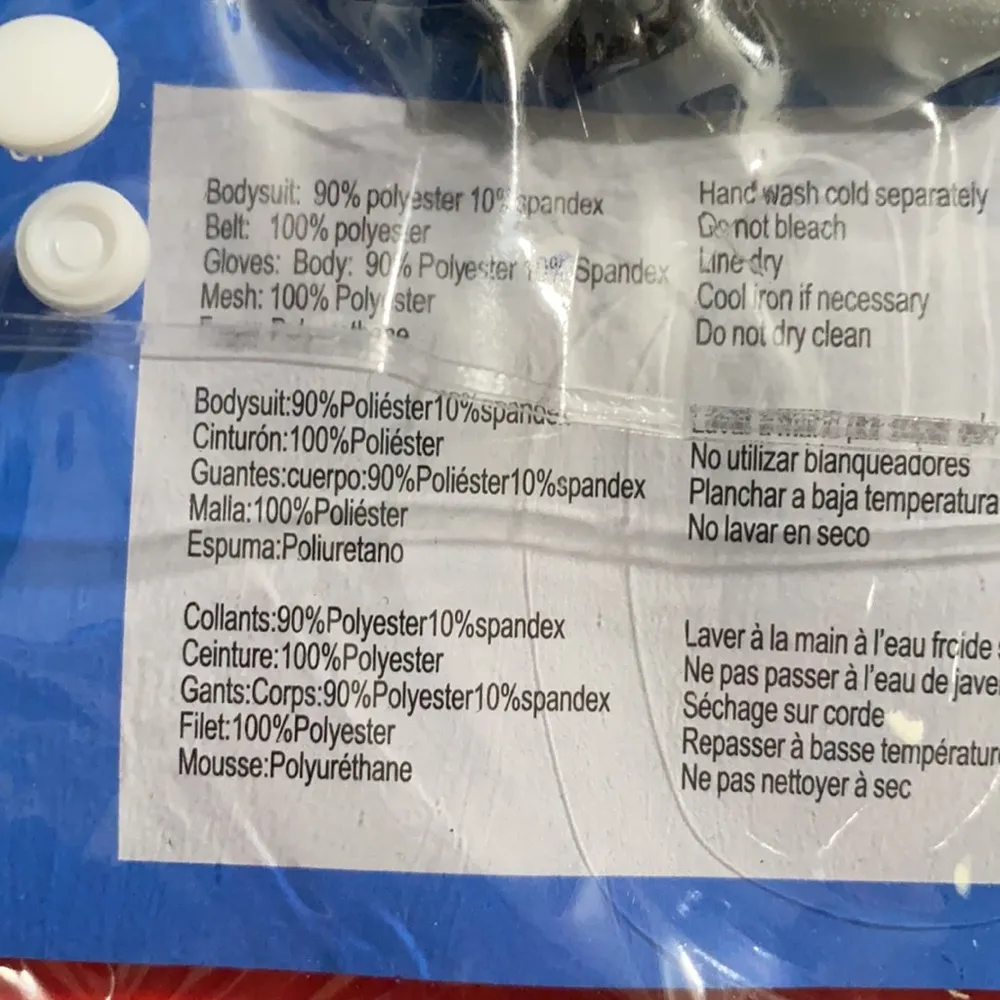 Bodysuit: 90% polyester 10% spandex
Belt: 100% polyester
Gloves: Body: 90% Polyester 10% Spandex
Mesh: 100% Polyester
Hand wash cold separately
Do not bleach
Line dry
Cool iron if necessary
Do not dry clean
Bodysuit:90%Poliéster10%spandex
Cinturón:100%Poliéster
Guantes:cuerpo:90%Poliéster10%spandex
Malla:100%Poliéster
Espuma:Poliuretano
No utilizar blanqueadores
Planchar a baja temperatura
No lavar en seco
Collants:90%Polyester10%spandex
Ceinture:100%Polyester
Gants:Corps:90%Polyester10%spandex
Filet:100%Polyester
Mousse:Polyuréthane
Laver à la main à l'eau froide
Ne pas passer à l'eau de jave
Séchage sur corde
Repasser à basse températur
Ne pas nettoyer à sec